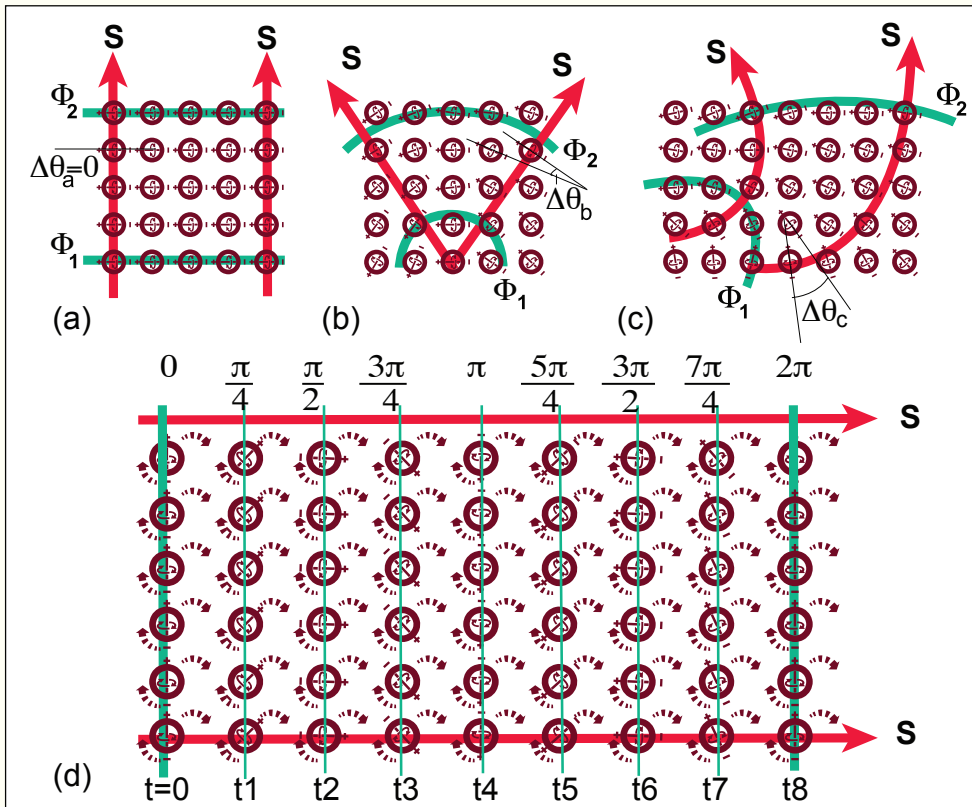 S S
Φ2
Δθa=0
Φ1
(a)
S S
Φ2
Δθb
Φ1
(b)
S S
Φ2
Φ1
Δθc
(c)
0 π/4 π/2 3π/4 π 5π/4 3π/2 7π/4 2π
S
S
(d)
t=0 t1 t2 t3 t4 t5 t6 t7 t8